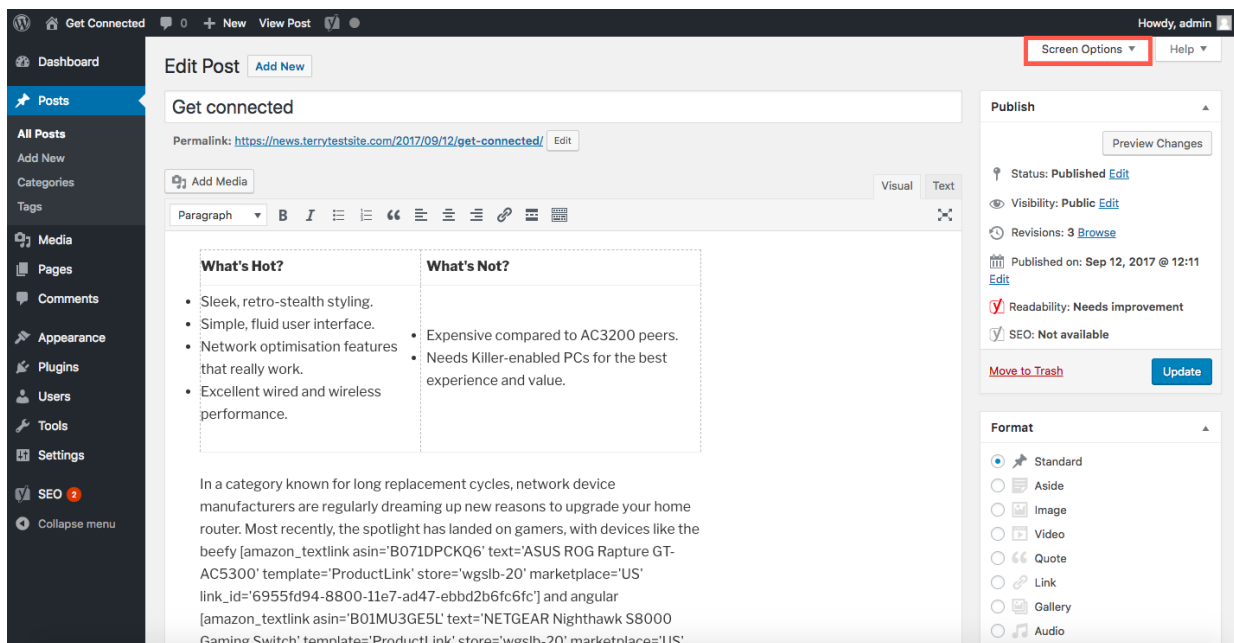 Get Connected 0 New View Post Howdy, admin
Screen Options Help
Dashboard
Posts
All Posts
Add New
Categories
Tags
Media
Pages
Comments
Appearance
Plugins
Users
Tools
Settings
SEO 2
Collapse menu
Edit Post Add New
Get connected
Permalink: https://news.terrytestsite.com/2017/09/12/get-connected/ Edit
Add Media
Visual Text
Paragraph B I
What's Hot?
Sleek, retro-stealth styling.
Simple, fluid user interface.
Network optimisation features
that really work.
Excellent wired and wireless
performance.
What's Not?
Expensive compared to AC3200 peers.
Needs Killer-enabled PCs for the best
experience and value.
In a category known for long replacement cycles, network device
manufacturers are regularly dreaming up new reasons to upgrade your home
router. Most recently, the spotlight has landed on gamers, with devices like the
beefy [amazon_textlink asin='B071DPCKQ6' text='ASUS ROG Rapture GT-
AC5300' template='ProductLink' store='wgslb-20' marketplace='US'
link_id='6955fd94-8800-11e7-ad47-ebbd2b6fc6fc'] and angular
[amazon_textlink asin='B01MU3GE5L' text='NETGEAR Nighthawk S8000
Gaming Switch' template='ProductLink' store='wgslb-20' marketplace='US'
Publish
Preview Changes
Status: Published Edit
Visibility: Public Edit
Revisions: 3 Browse
Published on: Sep 12, 2017 @ 12:11
Edit
Readability: Needs improvement
SEO: Not available
Move to Trash Update
Format
Standard
Aside
Image
Video
Quote
Link
Gallery
Audio